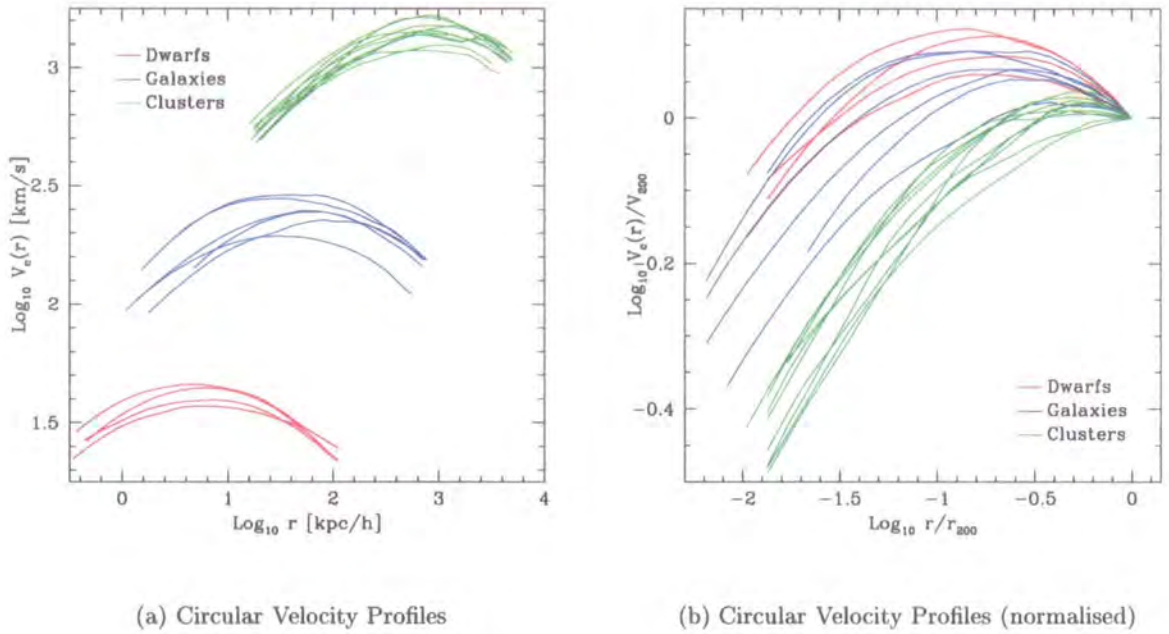 3
2.5
2
1.5
Log₁₀ V꜀(r) [km/s]
Dwarfs
Galaxies
Clusters
0
1
2
3
4
Log₁₀ r [kpc/h]
(a) Circular Velocity Profiles
0
-0.2
-0.4
Log₁₀ V꜀(r)/V₂₀₀
Dwarfs
Galaxies
Clusters
-2
-1.5
-1
-0.5
0
Log₁₀ r/r₂₀₀
(b) Circular Velocity Profiles (normalised)